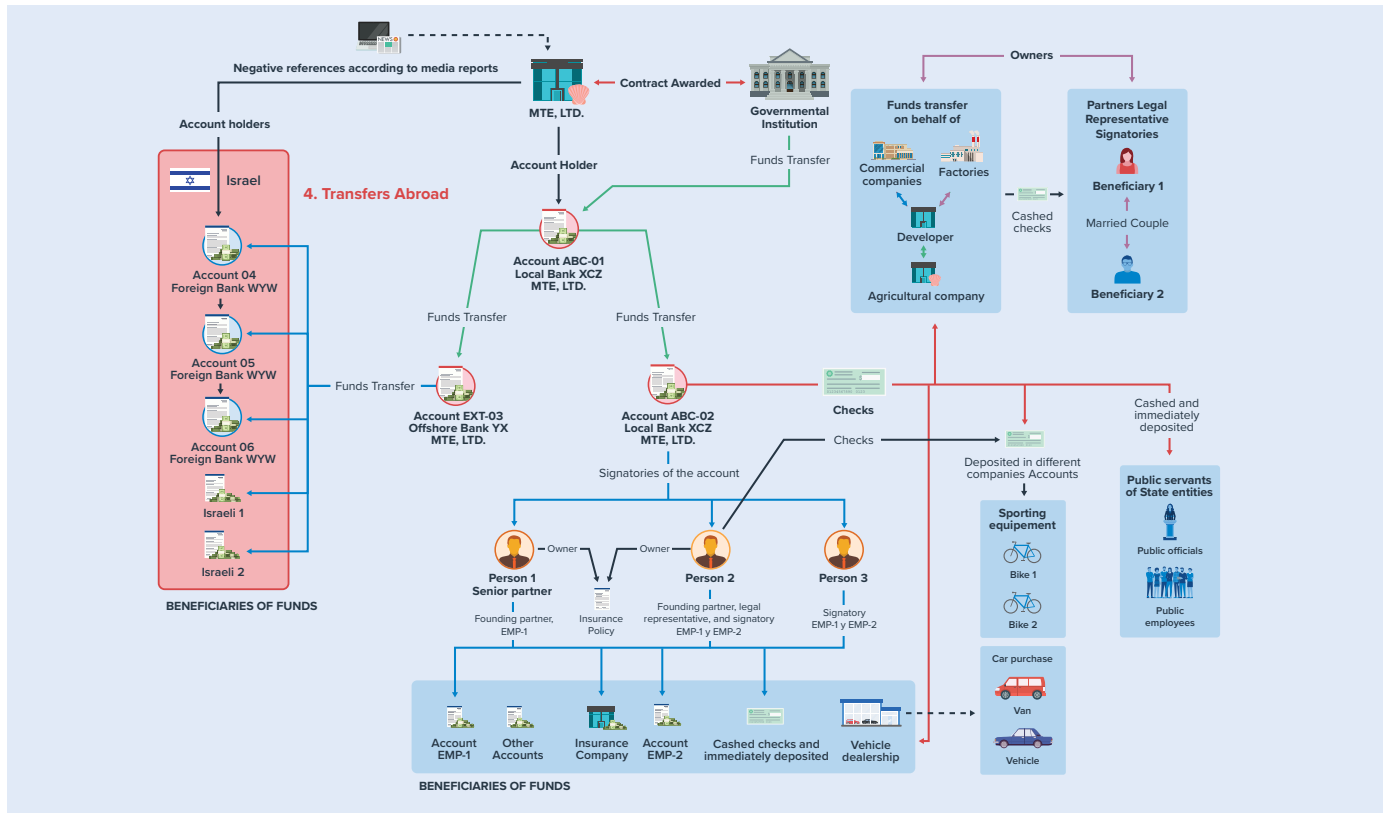 NEWS
Negative references according to media reports
MTE, LTD.
Contract Awarded
Governmental
Institution
Funds Transfer
Account holders
Account Holder
Israel
4. Transfers Abroad
Account 04
Foreign Bank WYW
Account 05
Foreign Bank WYW
Account 06
Foreign Bank WYW
Israeli 1
Israeli 2
BENEFICIARIES OF FUNDS
Account ABC-01
Local Bank XCZ
MTE, LTD.
Funds Transfer
Funds Transfer
Funds Transfer
Account EXT-03
Offshore Bank YX
MTE, LTD.
Account ABC-02
Local Bank XCZ
MTE, LTD.
Signatories of the account
Owners
Funds transfer
on behalf of
Commercial
companies
Factories
Developer
Agricultural company
Cashed
checks
Partners Legal
Representative
Signatories
Beneficiary 1
Married Couple
Beneficiary 2
Checks
Checks
Deposited in different
companies Accounts
Cashed and
immediately
deposited
Sporting
equipement
Bike 1
Bike 2
Public servants
of State entities
Public officials
Public
employees
Person 1
Senior partner
Owner
Owner
Person 2
Person 3
Founding partner,
EMP-1
Insurance
Policy
Founding partner, legal
representative, and signatory
EMP-1 y EMP-2
Signatory
EMP-1 y EMP-2
Account
EMP-1
Other
Accounts
Insurance
Company
Account
EMP-2
Cashed checks and
immediately deposited
Vehicle
dealership
BENEFICIARIES OF FUNDS
Car purchase
Van
Vehicle